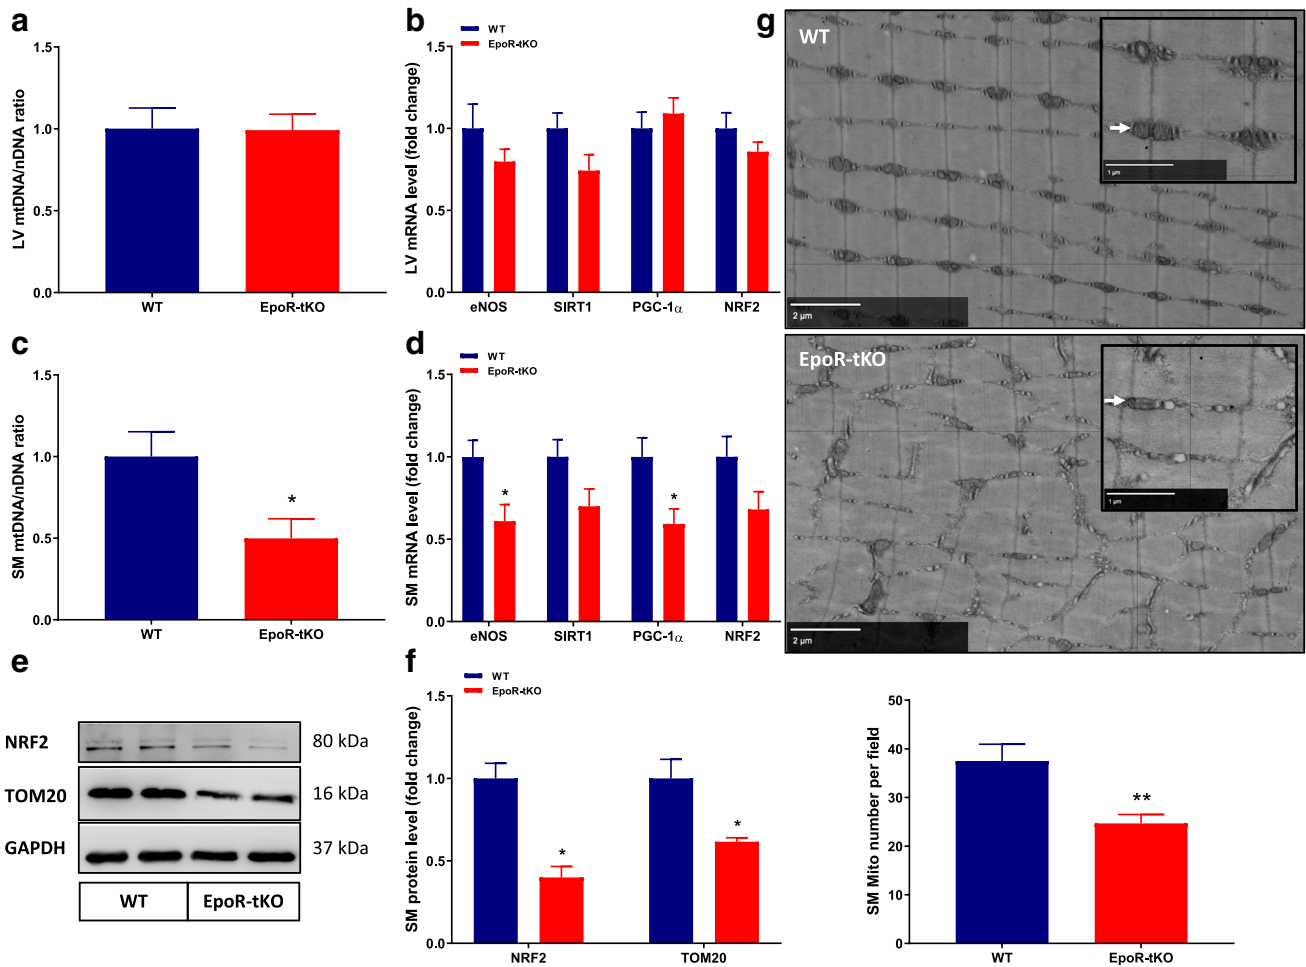 a
1.5
1.0
0.5
0.0
LV mtDNA/nDNA ratio
WT
EpoR-tKO
b
WT
EpoR-tKO
1.5
1.0
0.5
0.0
LV mRNA level (fold change)
eNOS
SIRT1
PGC-1α
NRF2
c
1.5
1.0
0.5
0.0
SM mtDNA/nDNA ratio
*
WT
EpoR-tKO
d
WT
EpoR-tKO
1.5
1.0
0.5
0.0
SM mRNA level (fold change)
*
*
eNOS
SIRT1
PGC-1α
NRF2
e
NRF2
80 kDa
TOM20
16 kDa
GAPDH
37 kDa
WT
EpoR-tKO
f
WT
EpoR-tKO
1.5
1.0
0.5
0.0
SM protein level (fold change)
*
*
NRF2
TOM20
g
WT
1 µm
2 µm
EpoR-tKO
1 µm
2 µm
50
40
30
20
10
0
SM Mito number per field
**
WT
EpoR-tKO